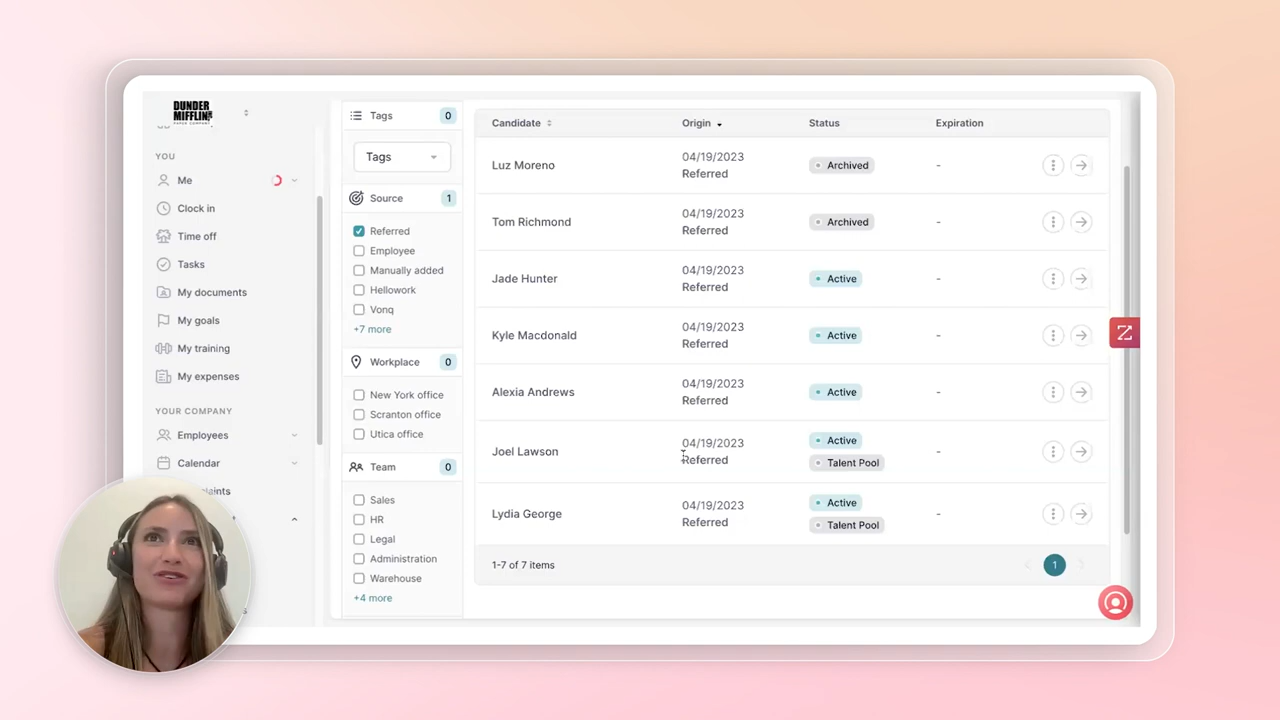 DUNDER
MIFFLIN
PAPER COMPANY
YOU
Me
Clock in
Time off
Tasks
My documents
My goals
My training
My expenses
YOUR COMPANY
Employees
Calendar
Tags 0
Tags
Source 1
Referred
Employee
Manually added
Hellowork
Vonq
+7 more
Workplace 0
New York office
Scranton office
Utica office
Team 0
Sales
HR
Legal
Administration
Warehouse
+4 more
Candidate Origin Status Expiration
Luz Moreno 04/19/2023 Referred Archived -
Tom Richmond 04/19/2023 Referred Archived -
Jade Hunter 04/19/2023 Referred Active -
Kyle Macdonald 04/19/2023 Referred Active -
Alexia Andrews 04/19/2023 Referred Active -
Joel Lawson 04/19/2023 Referred Active Talent Pool -
Lydia George 04/19/2023 Referred Active Talent Pool -
1-7 of 7 items 1